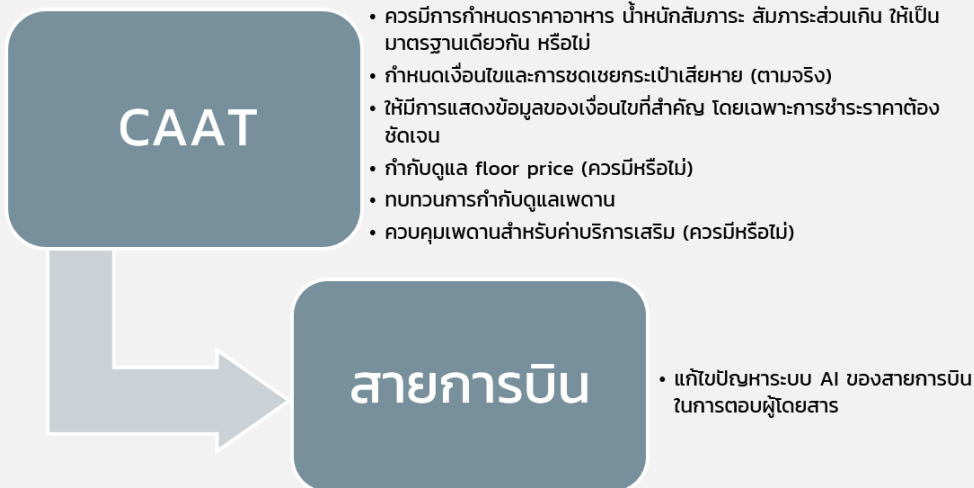 CAAT
• ควรมีการกำหนดราคาอาหาร น้ำหนักสัมภาระ สัมภาระส่วนเกิน ให้เป็น
มาตรฐานเดียวกัน หรือไม่
• กำหนดเงื่อนไขและการชดเชยกระเป๋าเสียหาย (ตามจริง)
• ให้มีการแสดงข้อมูลของเงื่อนไขที่สำคัญ โดยเฉพาะการชำระราคาต้อง
ชัดเจน
• กำกับดูแล floor price (ควรมีหรือไม่)
• ทบทวนการกำกับดูแลเพดาน
• ควบคุมเพดานสำหรับค่าบริการเสริม (ควรมีหรือไม่)
สายการบิน
• แก้ไขปัญหาระบบ AI ของสายการบิน
ในการตอบผู้โดยสาร